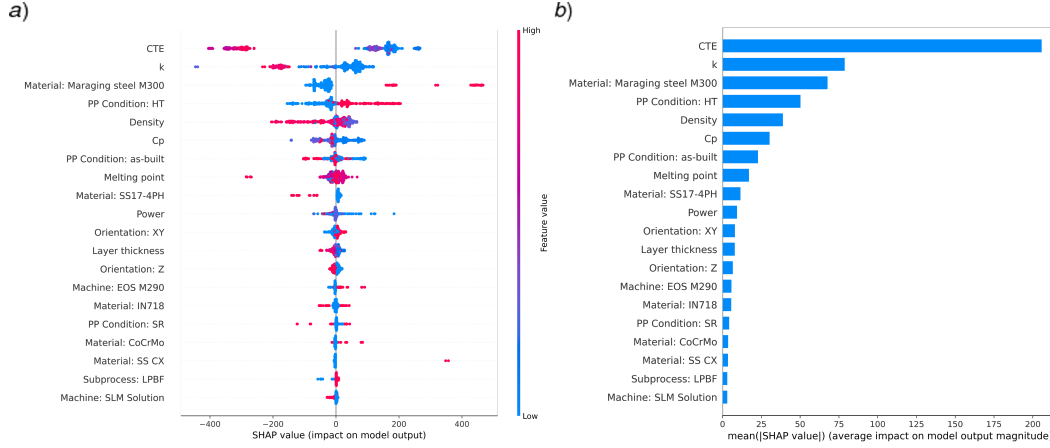 a)
CTE
k
Material: Maraging steel M300
PP Condition: HT
Density
Cp
PP Condition: as-built
Melting point
Material: SS17-4PH
Power
Orientation: XY
Layer thickness
Orientation: Z
Machine: EOS M290
Material: IN718
PP Condition: SR
Material: CoCrMo
Material: SS CX
Subprocess: LPBF
Machine: SLM Solution
−400 −200 0 200 400
SHAP value (impact on model output)
High
Feature value
Low
b)
CTE
k
Material: Maraging steel M300
PP Condition: HT
Density
Cp
PP Condition: as-built
Melting point
Material: SS17-4PH
Power
Orientation: XY
Layer thickness
Orientation: Z
Machine: EOS M290
Material: IN718
PP Condition: SR
Material: CoCrMo
Material: SS CX
Subprocess: LPBF
Machine: SLM Solution
0 25 50 75 100 125 150 175 200
mean(|SHAP value|) (average impact on model output magnitude